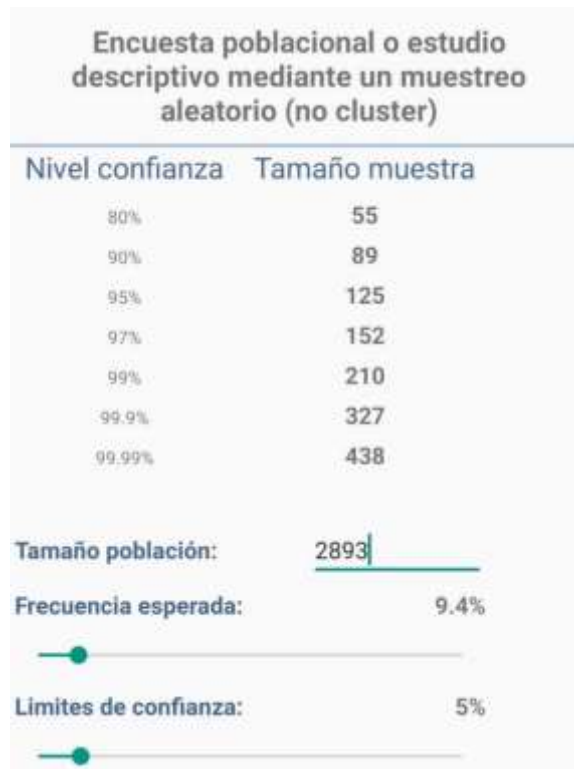 Encuesta poblacional o estudio
descriptivo mediante un muestreo
aleatorio (no cluster)
Nivel confianza Tamaño muestra
80% 55
90% 89
95% 125
97% 152
99% 210
99.9% 327
99.99% 438
Tamaño población: 2893
Frecuencia esperada: 9.4%
Limites de confianza: 5%